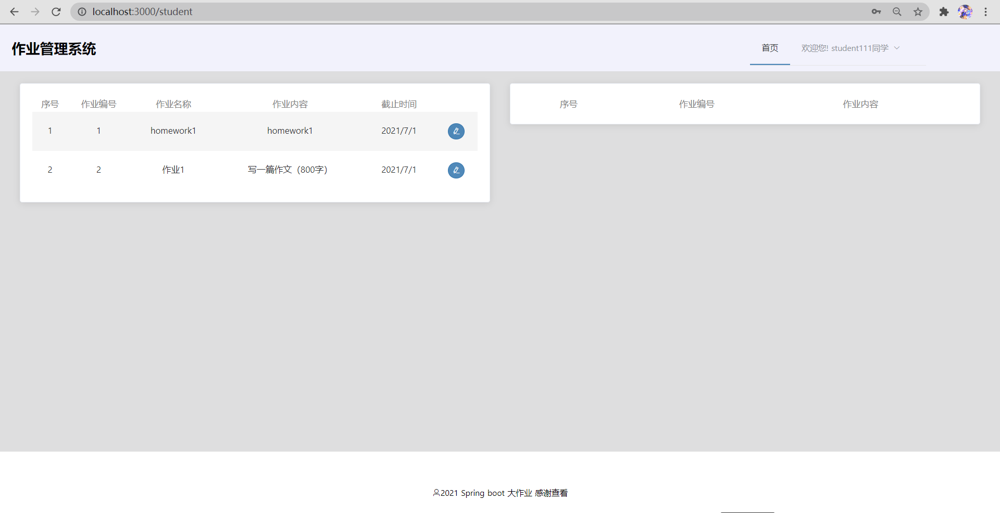 localhost:3000/student
作业管理系统
首页 欢迎您! student111同学
序号 作业编号 作业名称 作业内容 截止时间
1 1 homework1 homework1 2021/7/1
2 2 作业1 写一篇作文（800字） 2021/7/1
序号 作业编号 作业内容
2021 Spring boot 大作业 感谢查看